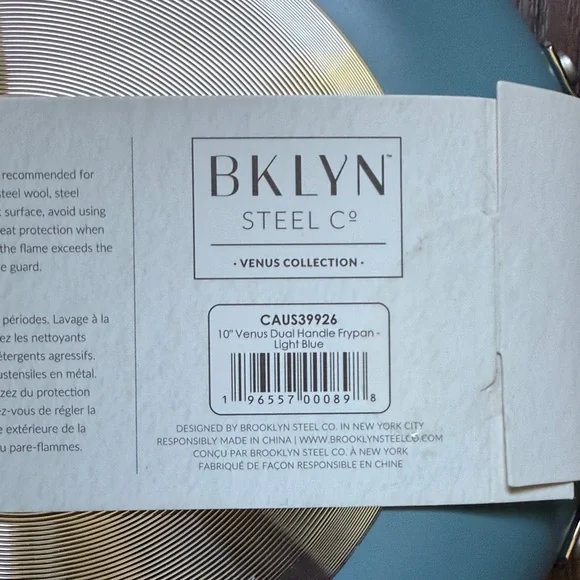 recommended for
steel wool, steel
surface, avoid using
eat protection when
the flame exceeds the
e guard.
périodes. Lavage à la
ez les nettoyants
étergents agressifs.
ustensiles en métal.
zez du protection
ez-vous de régler la
e extérieure de la
u pare-flammes.
BKLYN™
STEEL Cº
· VENUS COLLECTION ·
CAUS39926
10" Venus Dual Handle Frypan -
Light Blue
1 96557 00089 8
DESIGNED BY BROOKLYN STEEL CO. IN NEW YORK CITY
RESPONSIBLY MADE IN CHINA | WWW.BROOKLYNSTEELCO.COM
CONÇU PAR BROOKLYN STEEL CO. À NEW YORK
FABRIQUÉ DE FAÇON RESPONSIBLE EN CHINE